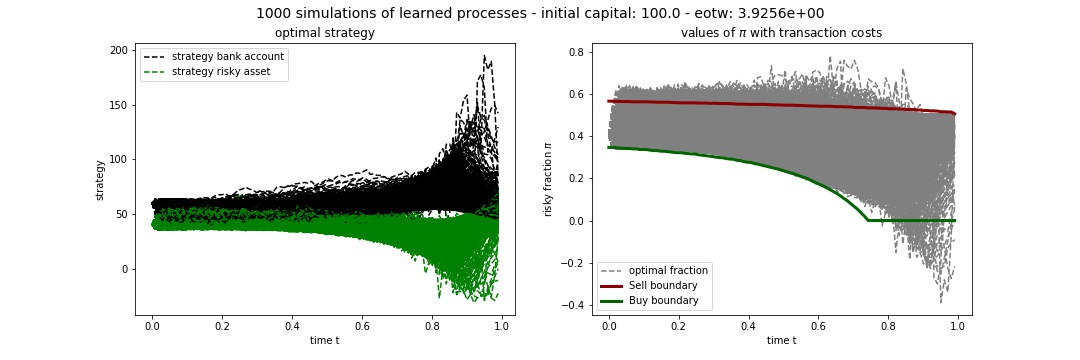 1000 simulations of learned processes - initial capital: 100.0 - eotw: 3.9256e+00
optimal strategy
strategy bank account
strategy risky asset
200
150
100
50
0
strategy
0.0 0.2 0.4 0.6 0.8 1.0
time t
values of π with transaction costs
0.8
0.6
0.4
0.2
0.0
−0.2
−0.4
risky fraction π
optimal fraction
Sell boundary
Buy boundary
0.0 0.2 0.4 0.6 0.8 1.0
time t